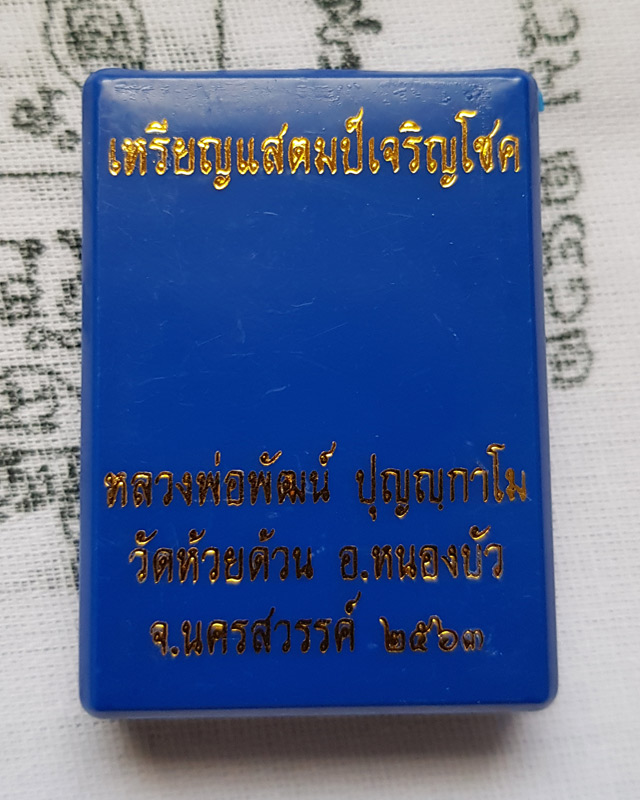 เหรียญแสตมป์เจริญโชค
หลวงพ่อพัฒน์ ปุญญฺกาโม
วัดห้วยด้วน อ.หนองบัว
จ.นครสวรรค์ ๒๕๖๓